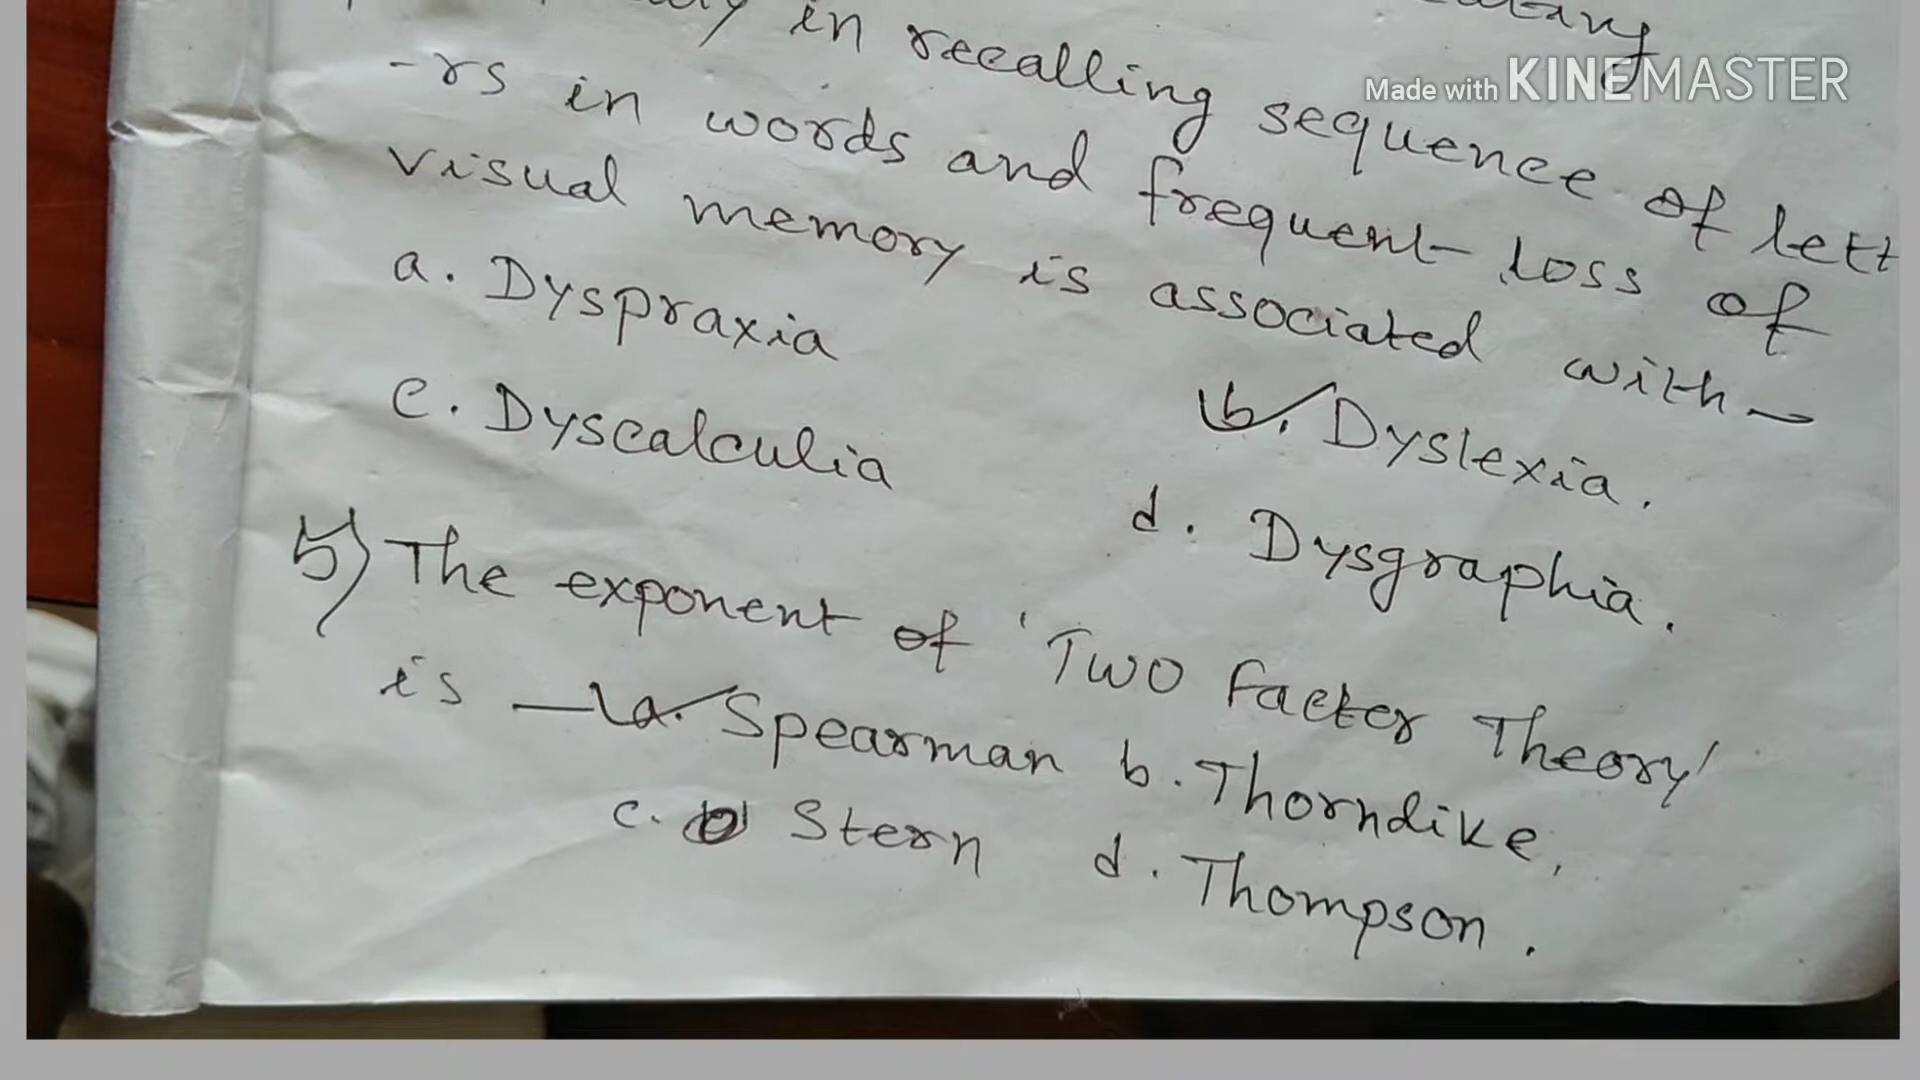 in recalling sequence of lett
-rs in words and frequent loss of
visual memory is associated with-
a. Dyspraxia
b. Dyslexia.
c. Dyscalculia
d. Dysgraphia.
5) The exponent of 'Two Factor Theory'
is - a. Spearman b. Thorndike,
c. Stern d. Thompson.
Made with KINEMASTER